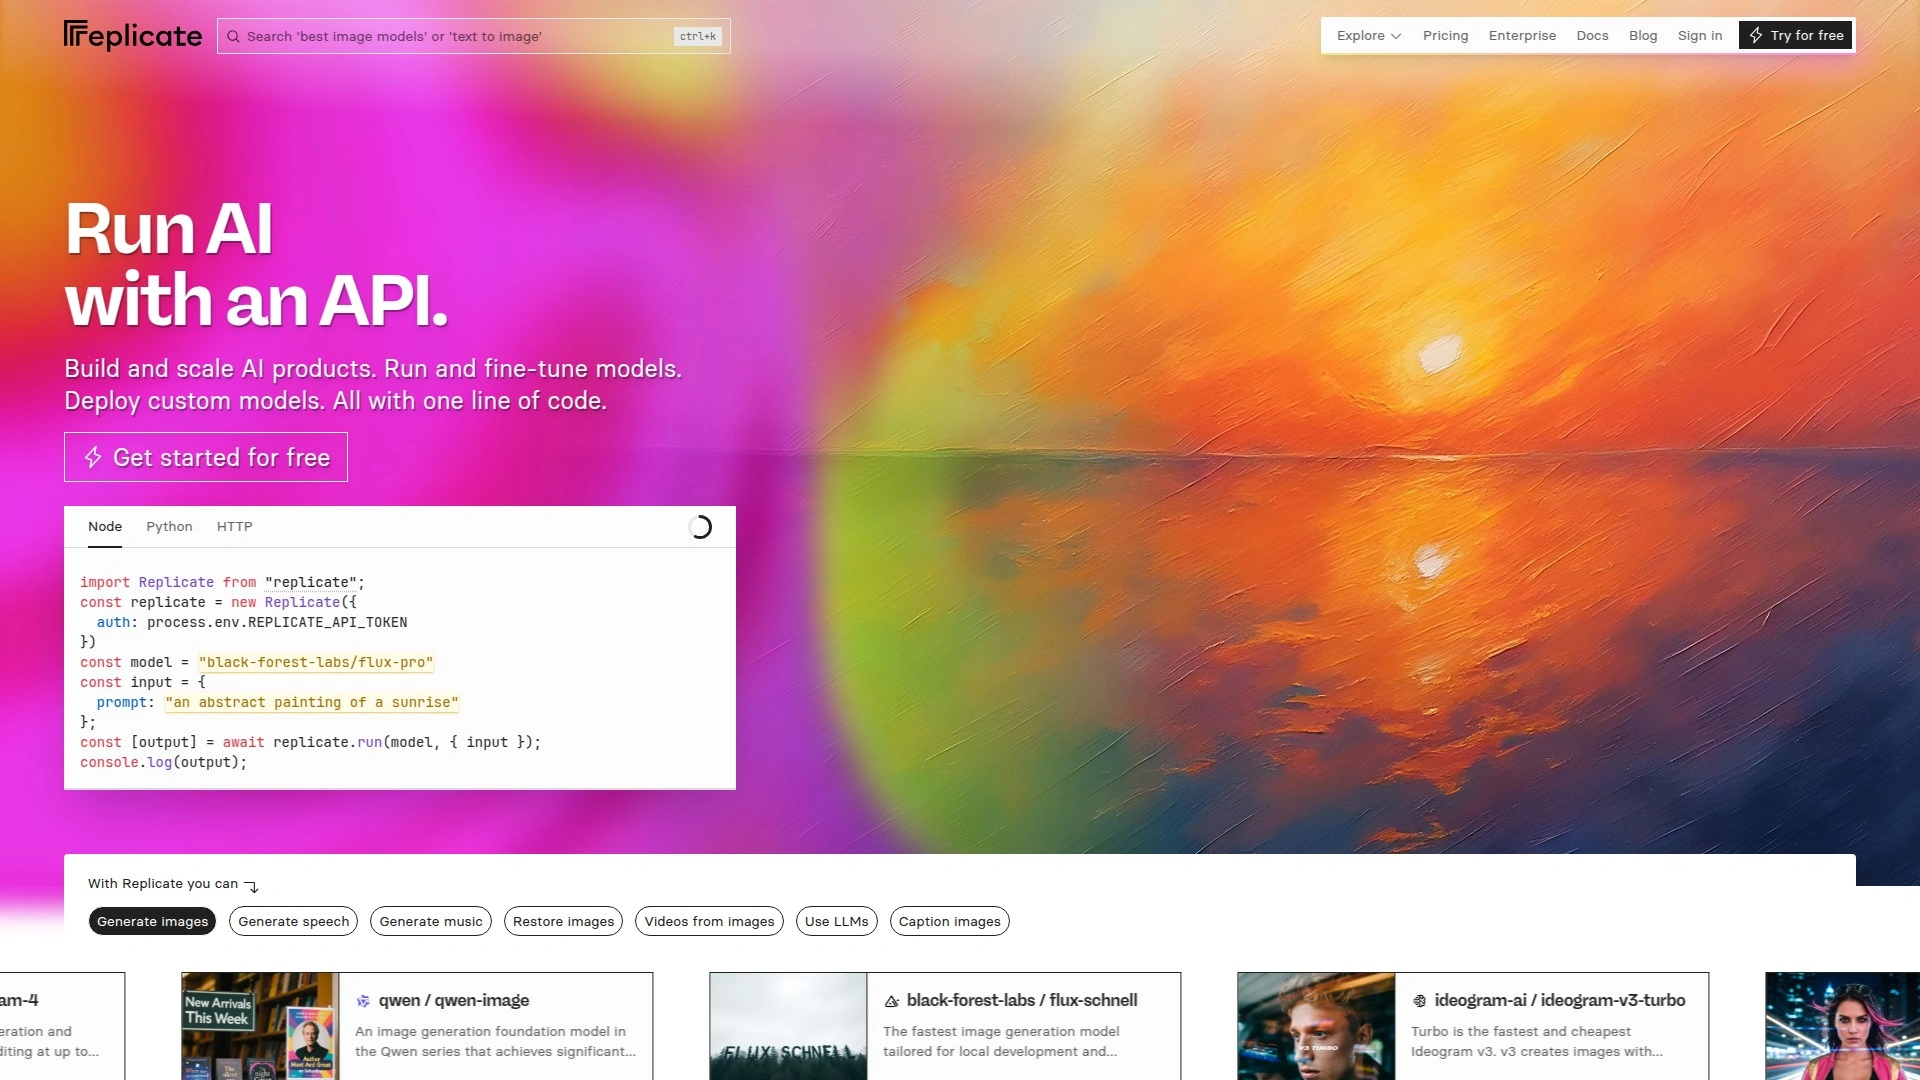 replicate
Search 'best image models' or 'text to image'
ctrl+k
Explore
Pricing
Enterprise
Docs
Blog
Sign in
Try for free
Run AI
with an API.
Build and scale AI products. Run and fine-tune models.
Deploy custom models. All with one line of code.
Get started for free
Node
Python
HTTP
import Replicate from "replicate";
const replicate = new Replicate({
  auth: process.env.REPLICATE_API_TOKEN
})
const model = "black-forest-labs/flux-pro"
const input = {
  prompt: "an abstract painting of a sunrise"
};
const [output] = await replicate.run(model, { input });
console.log(output);
With Replicate you can
Generate images
Generate speech
Generate music
Restore images
Videos from images
Use LLMs
Caption images
am-4
eration and
diting at up to...
New Arrivals
This Week
Author
Meet And Greet
qwen / qwen-image
An image generation foundation model in
the Qwen series that achieves significant...
FLUX SCHNEL
black-forest-labs / flux-schnell
The fastest image generation model
tailored for local development and...
V3 TURBO
ideogram-ai / ideogram-v3-turbo
Turbo is the fastest and cheapest
Ideogram v3. v3 creates images with...